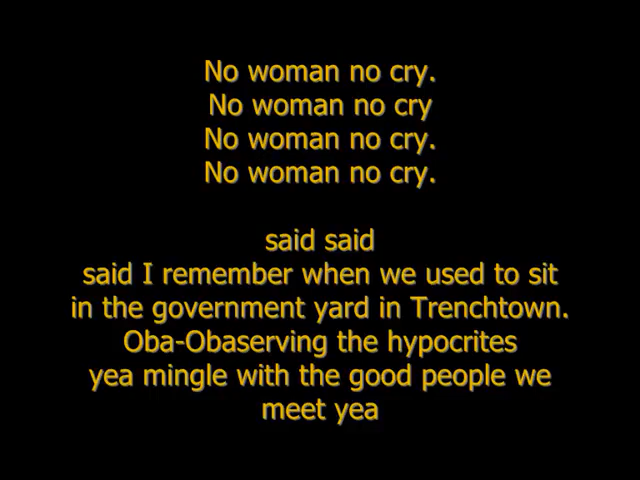 No woman no cry.
No woman no cry
No woman no cry.
No woman no cry.
said said
said I remember when we used to sit
in the government yard in Trenchtown.
Oba-Obaserving the hypocrites
yea mingle with the good people we
meet yea